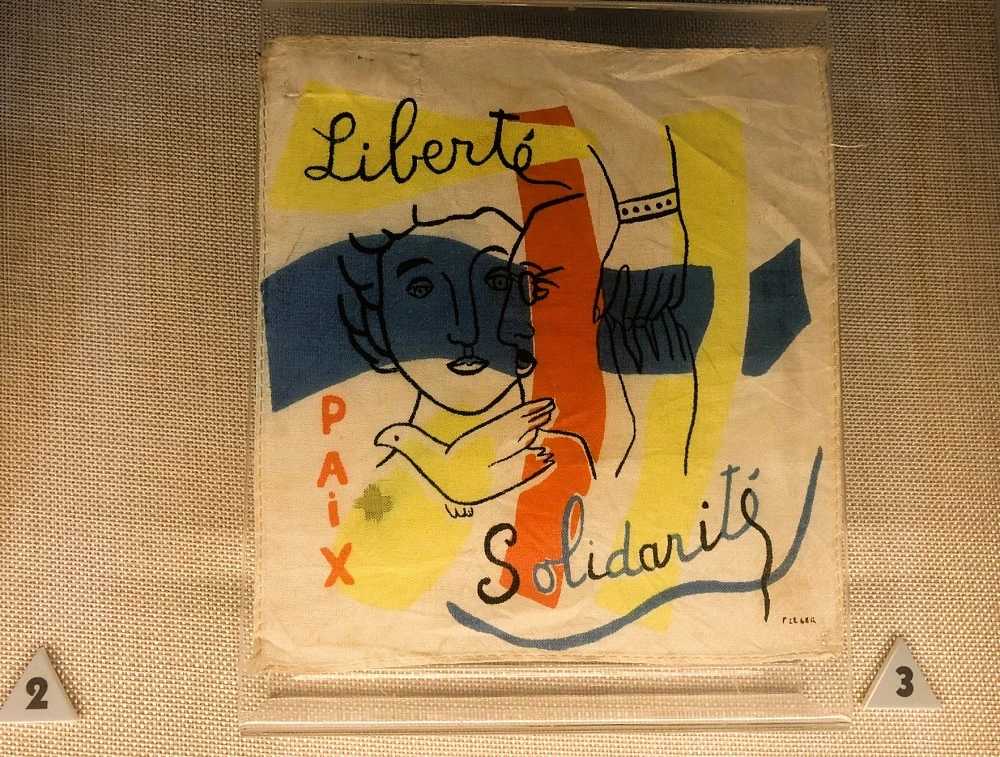 Liberté
PAiX
Solidarité
F. LEGER
2
3